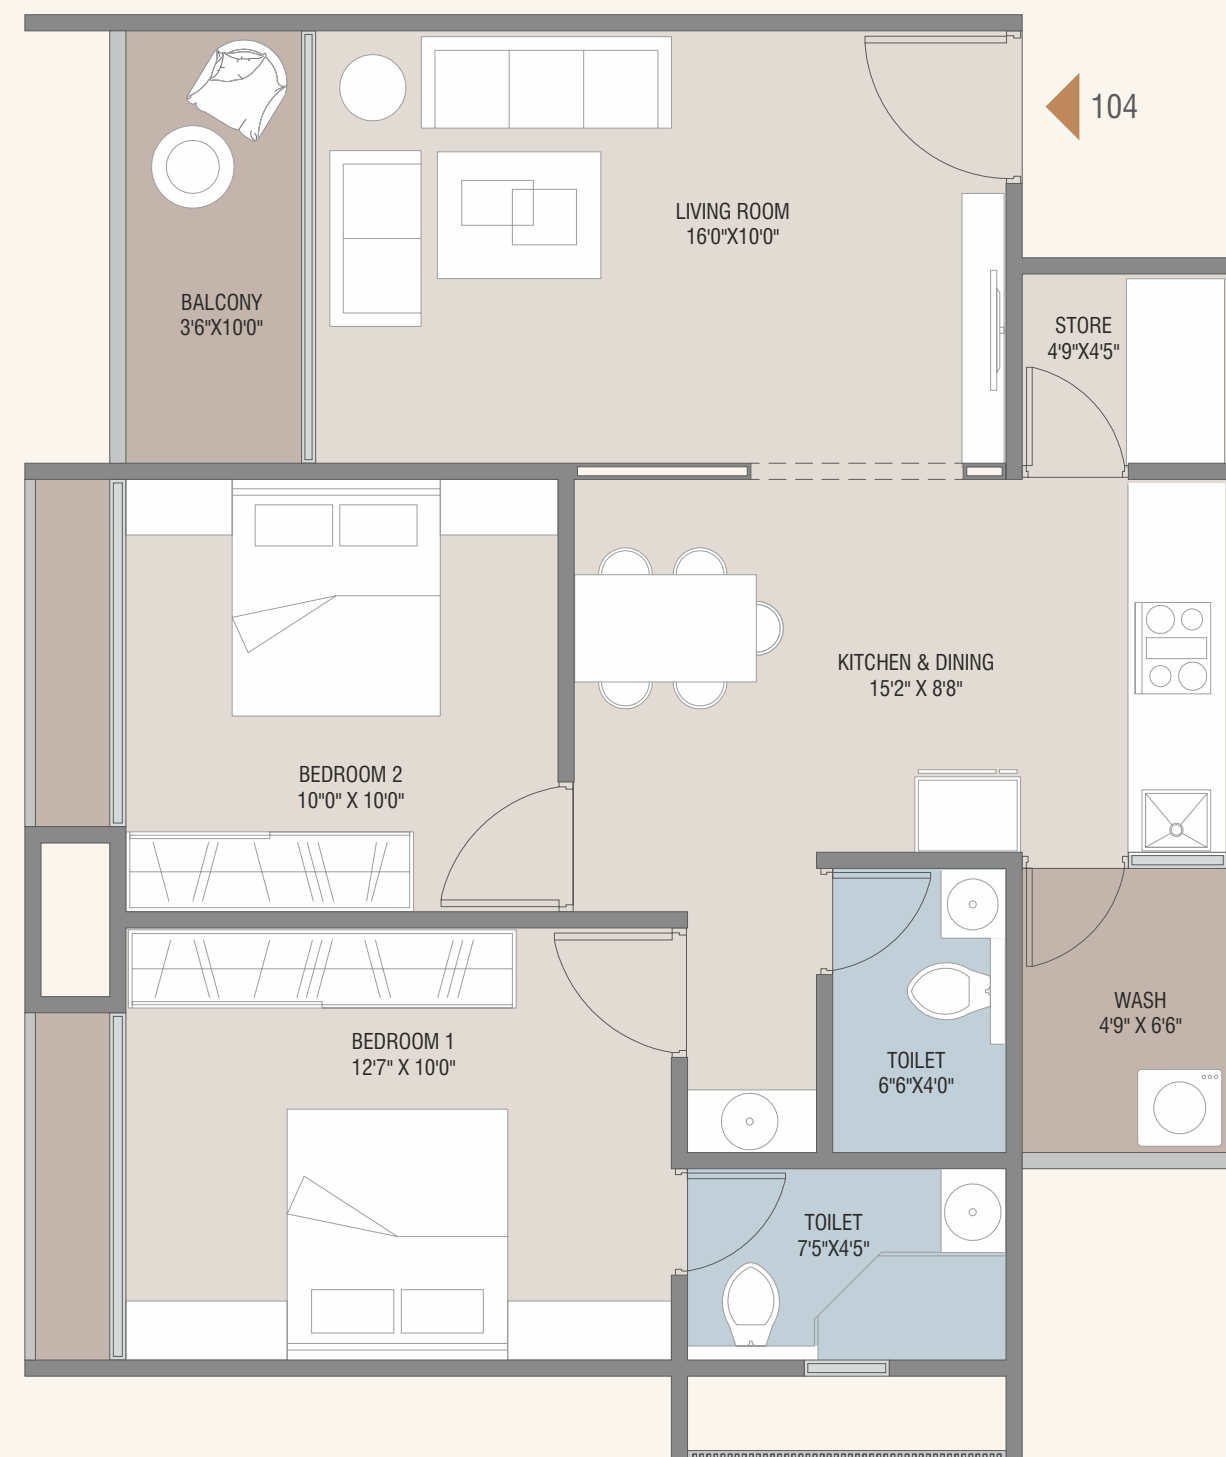 104
LIVING ROOM
16'0"X10'0"
BALCONY
3'6"X10'0"
STORE
4'9"X4'5"
KITCHEN & DINING
15'2" X 8'8"
BEDROOM 2
10"0" X 10'0"
WASH
4'9" X 6'6"
BEDROOM 1
12'7" X 10'0"
TOILET
6"6"X4'0"
TOILET
7'5"X4'5"